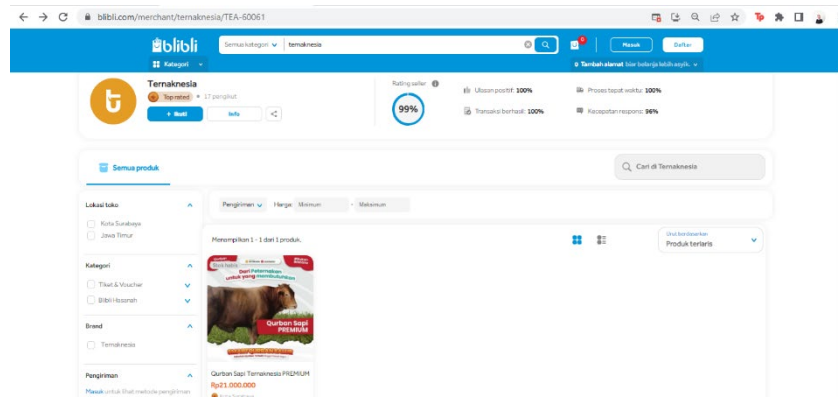 blibli.com/merchant/ternaknesia/TEA-60061
blibli
Semua kategori
ternaknesia
Masuk
Daftar
Kategori
Tambah alamat biar belanja lebih asyik.
Ternaknesia
Top rated • 17 pengikut
+ Ikuti
Info
Rating seller
99%
Ulasan positif: 100%
Proses tepat waktu: 100%
Transaksi berhasil: 100%
Kecepatan respons: 96%
Semua produk
Cari di Ternaknesia
Lokasi toko
Kota Surabaya
Jawa Timur
Kategori
Tiket & Voucher
Blibli Hasanah
Brand
Ternaknesia
Pengiriman
Masuk untuk lihat metode pengiriman
Pengiriman
Harga: Minimum - Maksimum
Menampilkan 1 - 1 dari 1 produk.
Urut berdasarkan
Produk terlaris
Stok habis
Dari Peternakan
untuk yang membutuhkan
Qurban Sapi
PREMIUM
Qurban Sapi Ternaknesia PREMIUM
Rp21.000.000
Kota Surabaya